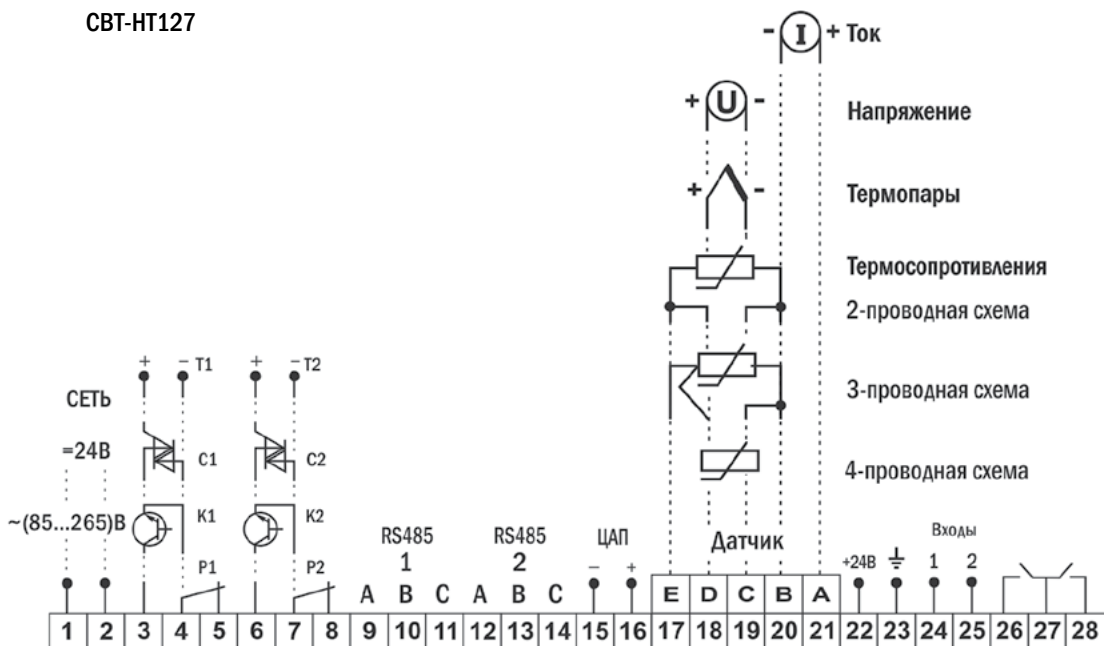 СВТ-НТ127
- I + Ток
+ U - Напряжение
+ - Термопары
Термосопротивления
2-проводная схема
+ - T1 + - T2
3-проводная схема
СЕТЬ
=24В C1 C2
4-проводная схема
~(85...265)В K1 K2
RS485 RS485 ЦАП Датчик Входы
1 2 - + +24В 1 2
P1 P2
A B C A B C E D C B A
1 2 3 4 5 6 7 8 9 10 11 12 13 14 15 16 17 18 19 20 21 22 23 24 25 26 27 28